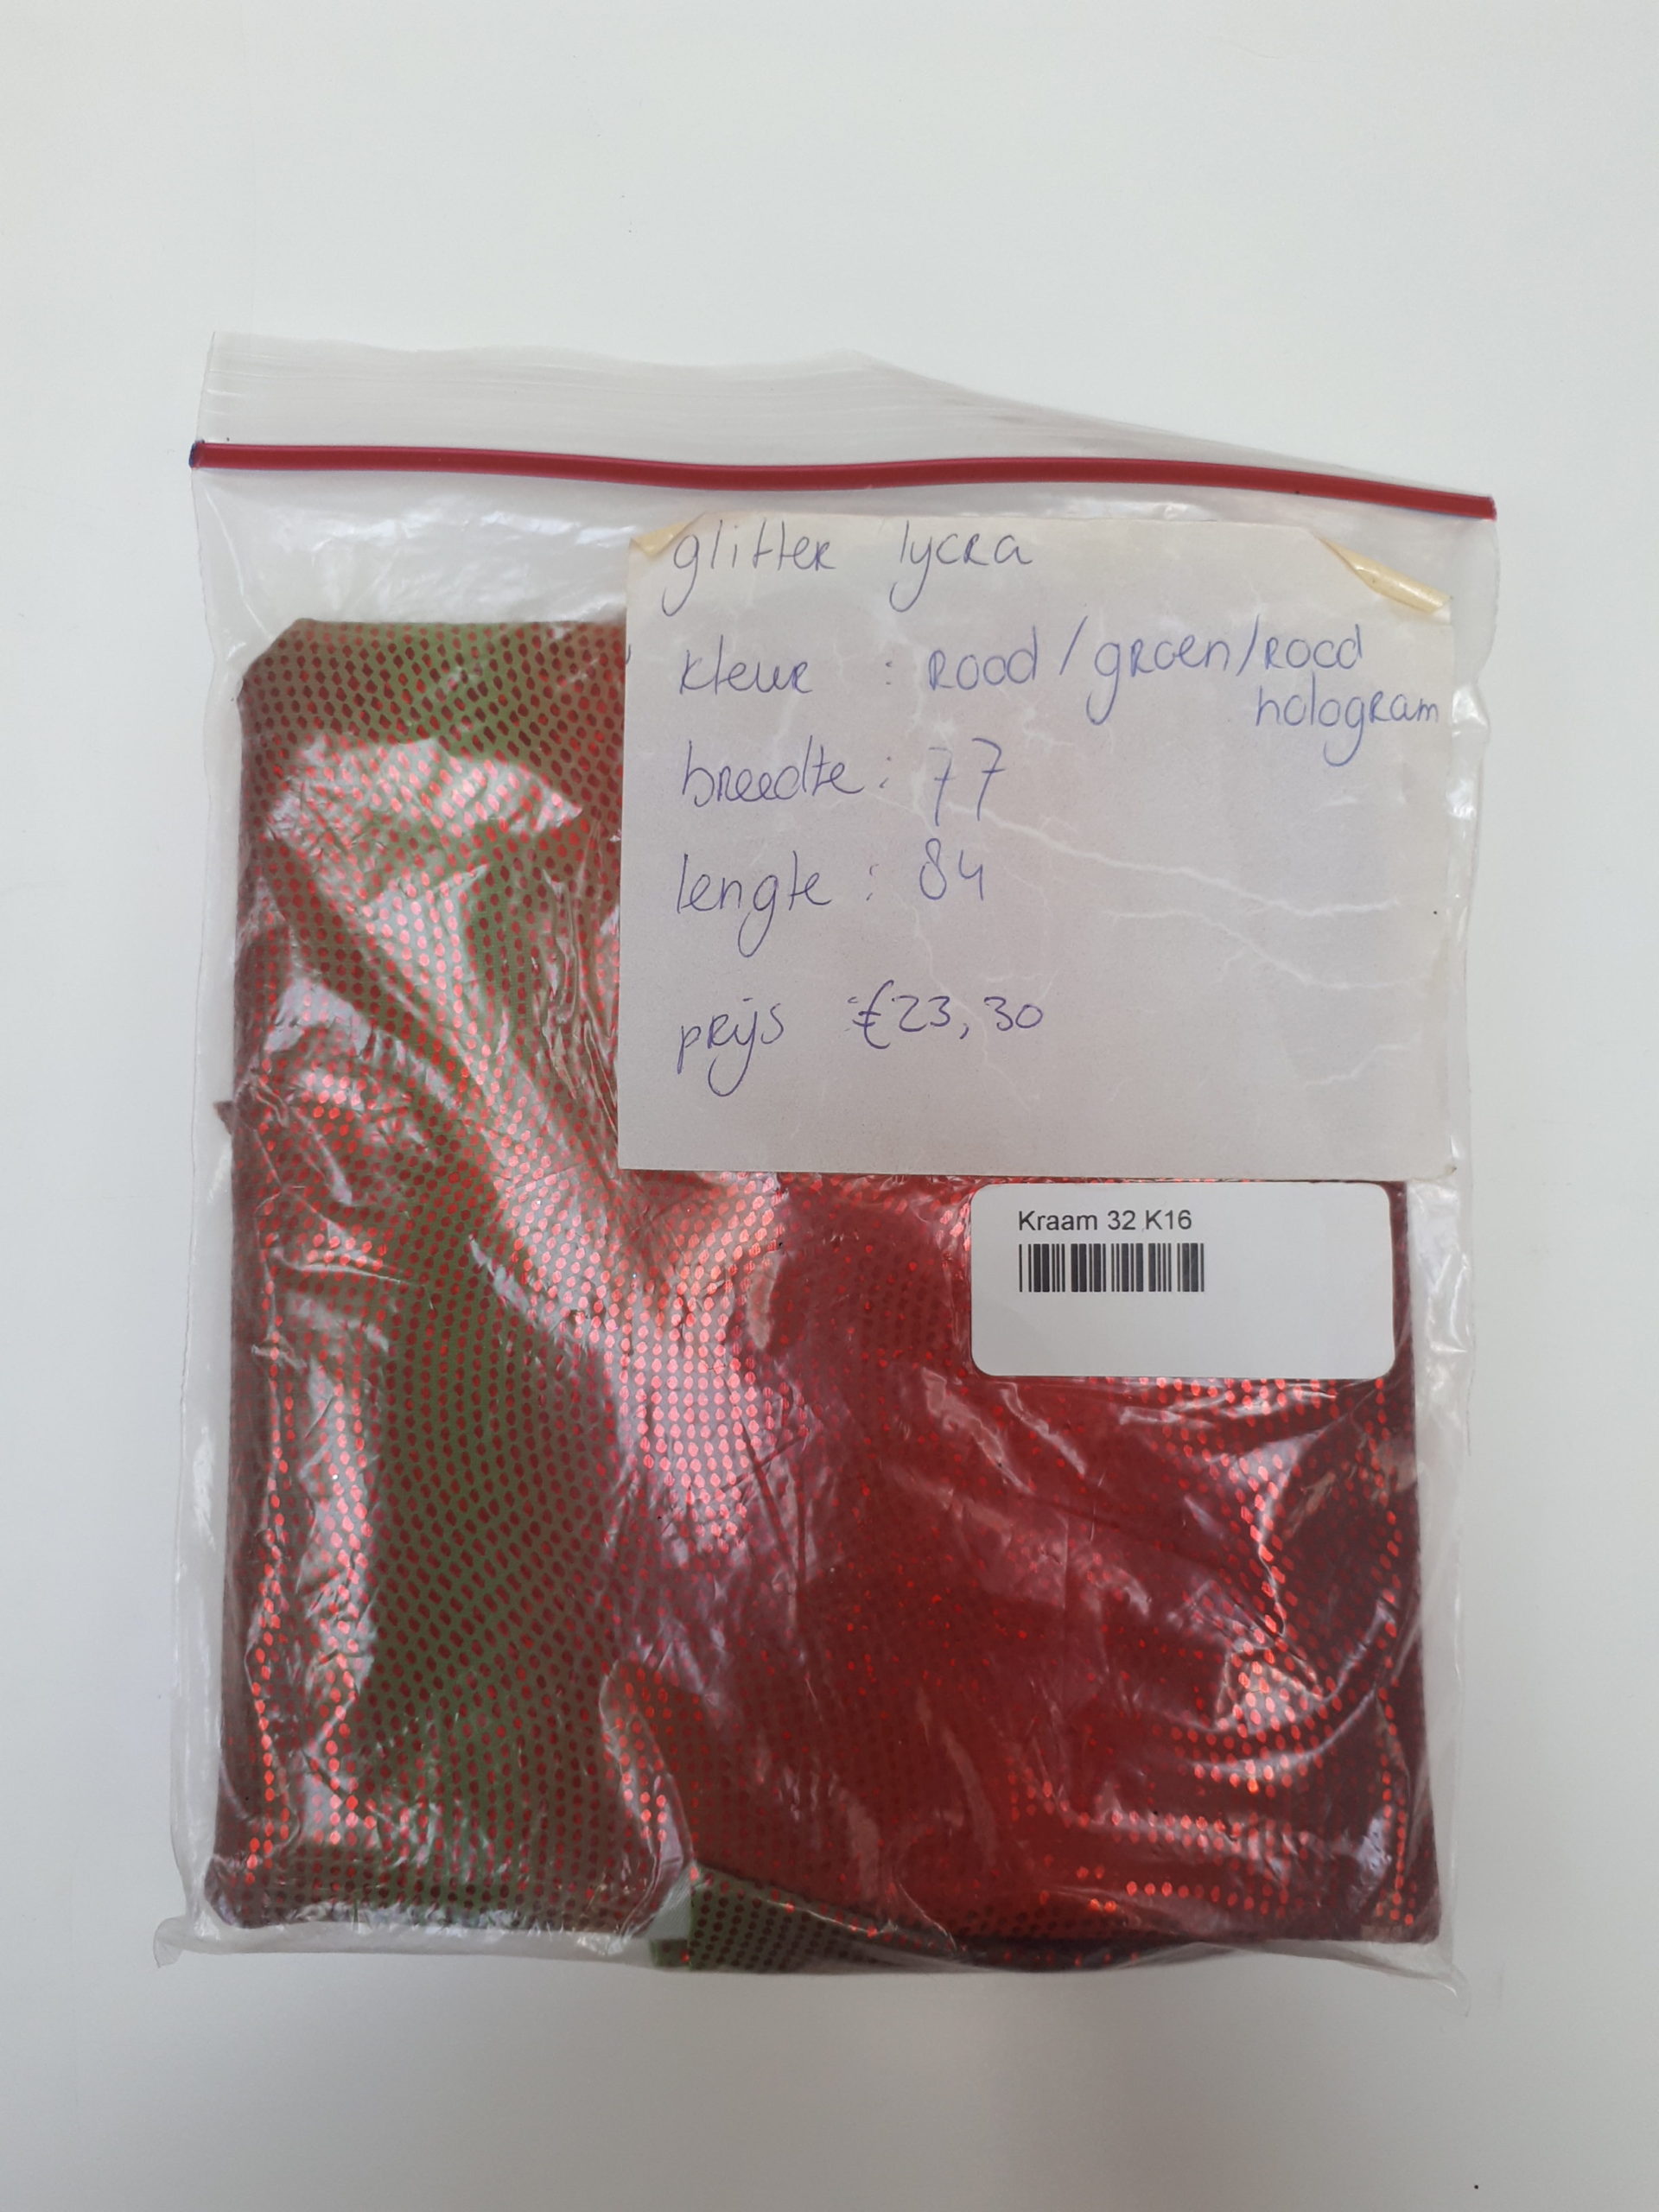 glitter lycra
kleur : rood / groen/rood
hologram
breedte : 77
lengte : 84
prijs : €23,30
Kraam 32 K16